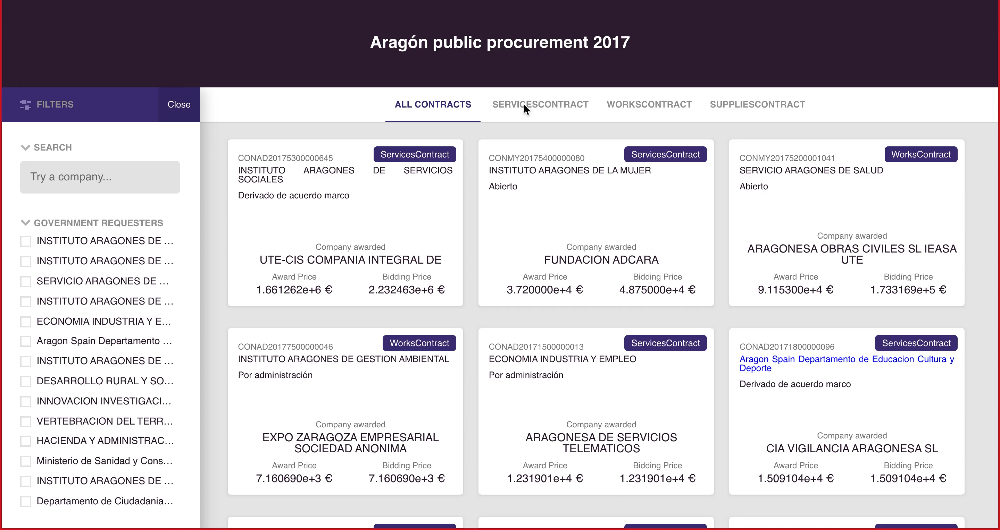 Aragón public procurement 2017
FILTERS
Close
ALL CONTRACTS
SERVICESCONTRACT
WORKSCONTRACT
SUPPLIESCONTRACT
SEARCH
Try a company...
GOVERNMENT REQUESTERS
INSTITUTO ARAGONES DE ...
INSTITUTO ARAGONES DE ...
SERVICIO ARAGONES DE ...
INSTITUTO ARAGONES DE ...
ECONOMIA INDUSTRIA Y E...
Aragon Spain Departamento ...
INSTITUTO ARAGONES DE ...
DESARROLLO RURAL Y SO...
INNOVACION INVESTIGACI...
VERTEBRACION DEL TERR...
HACIENDA Y ADMINISTRAC...
Ministerio de Sanidad y Cons...
INSTITUTO ARAGONES DE ...
Departamento de Ciudadania...
ServicesContract
CONAD20175300000645
INSTITUTO ARAGONES DE SERVICIOS
SOCIALES
Derivado de acuerdo marco
Company awarded
UTE-CIS COMPANIA INTEGRAL DE
Award Price
Bidding Price
1.661262e+6 €
2.232463e+6 €
ServicesContract
CONMY20175400000080
INSTITUTO ARAGONES DE LA MUJER
Abierto
Company awarded
FUNDACION ADCARA
Award Price
Bidding Price
3.720000e+4 €
4.875000e+4 €
WorksContract
CONMY20175200001041
SERVICIO ARAGONES DE SALUD
Abierto
Company awarded
ARAGONESA OBRAS CIVILES SL IEASA
UTE
Award Price
Bidding Price
9.115300e+4 €
1.733169e+5 €
WorksContract
CONAD20177500000046
INSTITUTO ARAGONES DE GESTION AMBIENTAL
Por administración
Company awarded
EXPO ZARAGOZA EMPRESARIAL
SOCIEDAD ANONIMA
Award Price
Bidding Price
7.160690e+3 €
7.160690e+3 €
ServicesContract
CONAD20171500000013
ECONOMIA INDUSTRIA Y EMPLEO
Por administración
Company awarded
ARAGONESA DE SERVICIOS
TELEMATICOS
Award Price
Bidding Price
1.231901e+4 €
1.231901e+4 €
ServicesContract
CONAD20171800000096
Aragon Spain Departamento de Educacion Cultura y
Deporte
Derivado de acuerdo marco
Company awarded
CIA VIGILANCIA ARAGONESA SL
Award Price
Bidding Price
1.509104e+4 €
1.509104e+4 €